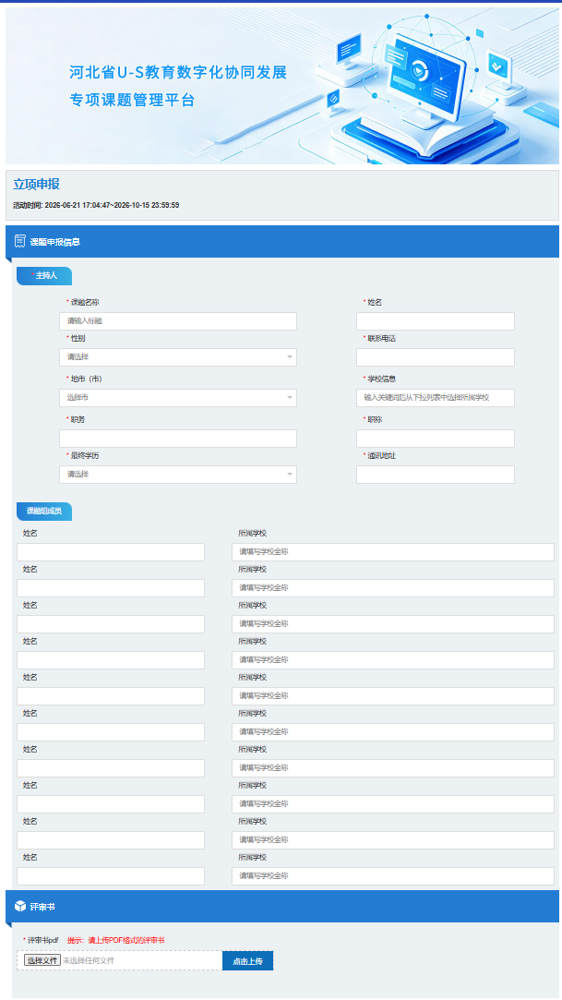 河北省U-S教育数字化协同发展
专项课题管理平台
立项申报
活动时间: 2026-06-21 17:04:47~2026-10-15 23:59:59
课题申报信息
* 主持人
* 课题名称 * 姓名
请输入标题
* 性别 * 联系电话
请选择
* 地市（市） * 学校信息
选择市 输入关键词后从下拉列表中选择所属学校
* 职务 * 职称
* 最终学历 * 通讯地址
请选择
课题组成员
姓名 所属学校
请填写学校全称
姓名 所属学校
请填写学校全称
姓名 所属学校
请填写学校全称
姓名 所属学校
请填写学校全称
姓名 所属学校
请填写学校全称
姓名 所属学校
请填写学校全称
姓名 所属学校
请填写学校全称
姓名 所属学校
请填写学校全称
姓名 所属学校
请填写学校全称
姓名 所属学校
请填写学校全称
评审书
* 评审书pdf 提示：请上传PDF格式的评审书
选择文件 未选择任何文件 点击上传